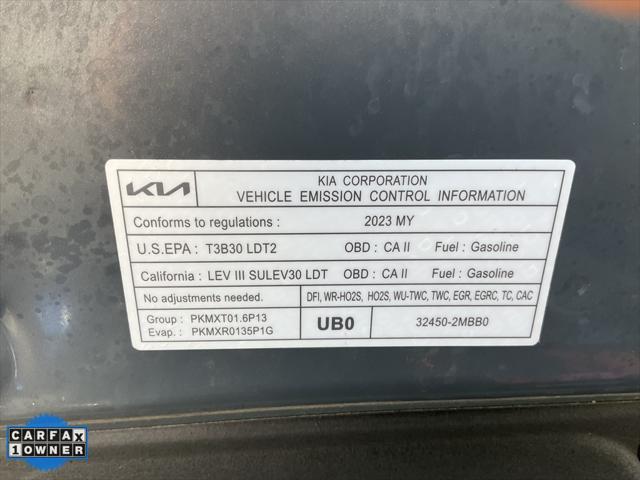 KIA
KIA CORPORATION
VEHICLE EMISSION CONTROL INFORMATION
Conforms to regulations : 2023 MY
U.S.EPA : T3B30 LDT2 OBD : CA II Fuel : Gasoline
California : LEV III SULEV30 LDT OBD : CA II Fuel : Gasoline
No adjustments needed. DFI, WR-HO2S, HO2S, WU-TWC, TWC, EGR, EGRC, TC, CAC
Group : PKMXT01.6P13
Evap. : PKMXR0135P1G
UB0 32450-2MBB0
CARFAX
1 OWNER